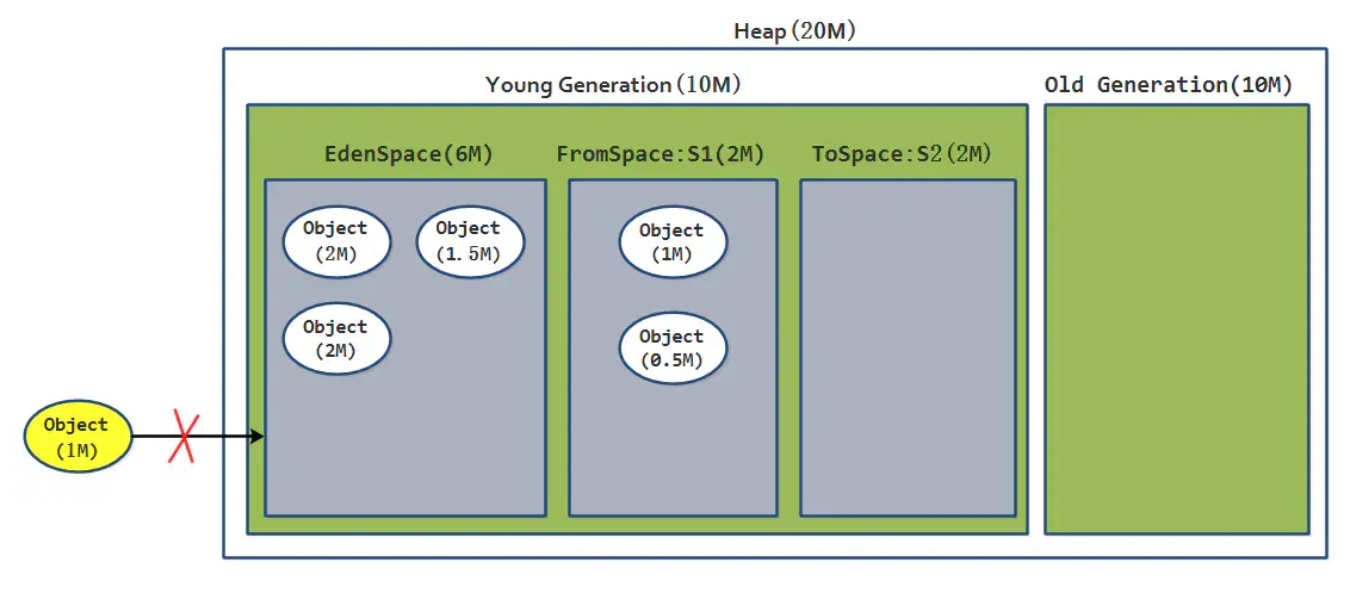 Heap(20M)
Young Generation(10M)
Old Generation(10M)
EdenSpace(6M)
FromSpace:S1(2M)
ToSpace:S2(2M)
Object
(2M)
Object
(1.5M)
Object
(2M)
Object
(1M)
Object
(0.5M)
Object
(1M)